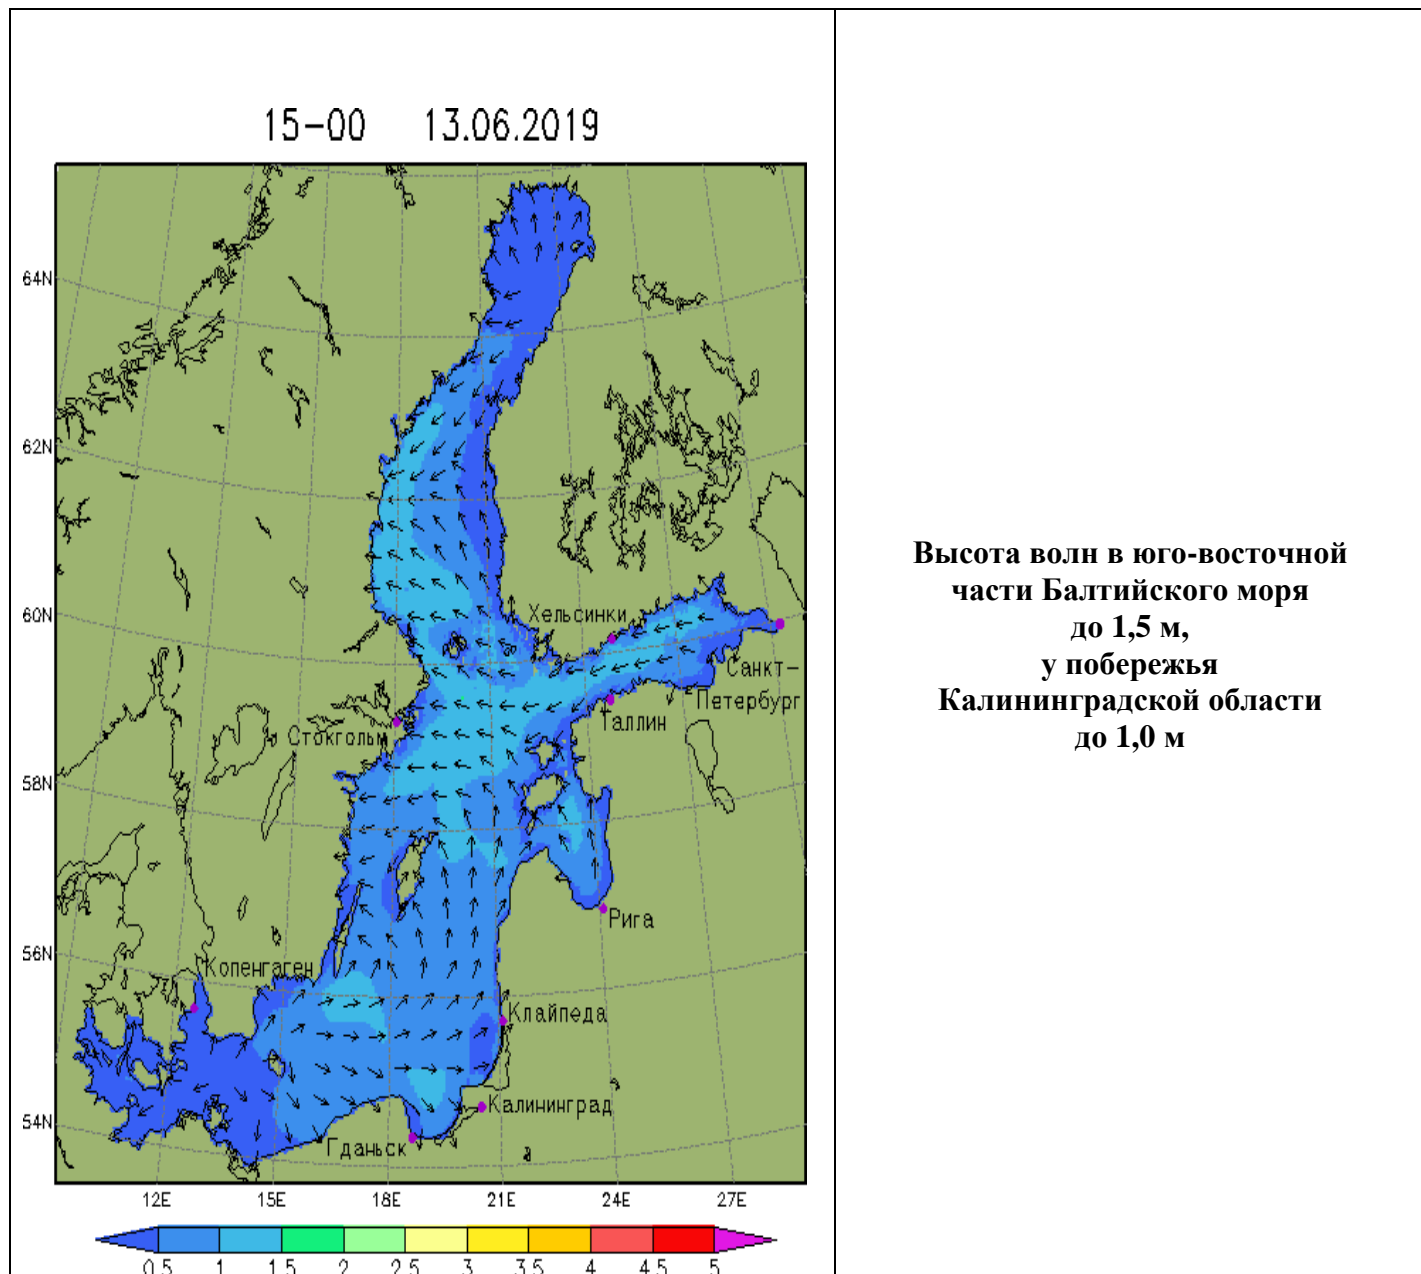 15-00 13.06.2019
64N
62N
60N
58N
56N
54N
Хельсинки
Санкт-
Петербург
Таллин
Стокгольм
Рига
Копенгаген
Клайпеда
Калининград
Гданьск
12E 15E 18E 21E 24E 27E
0.5 1 1.5 2 2.5 3 3.5 4 4.5 5
Высота волн в юго-восточной
части Балтийского моря
до 1,5 м,
у побережья
Калининградской области
до 1,0 м